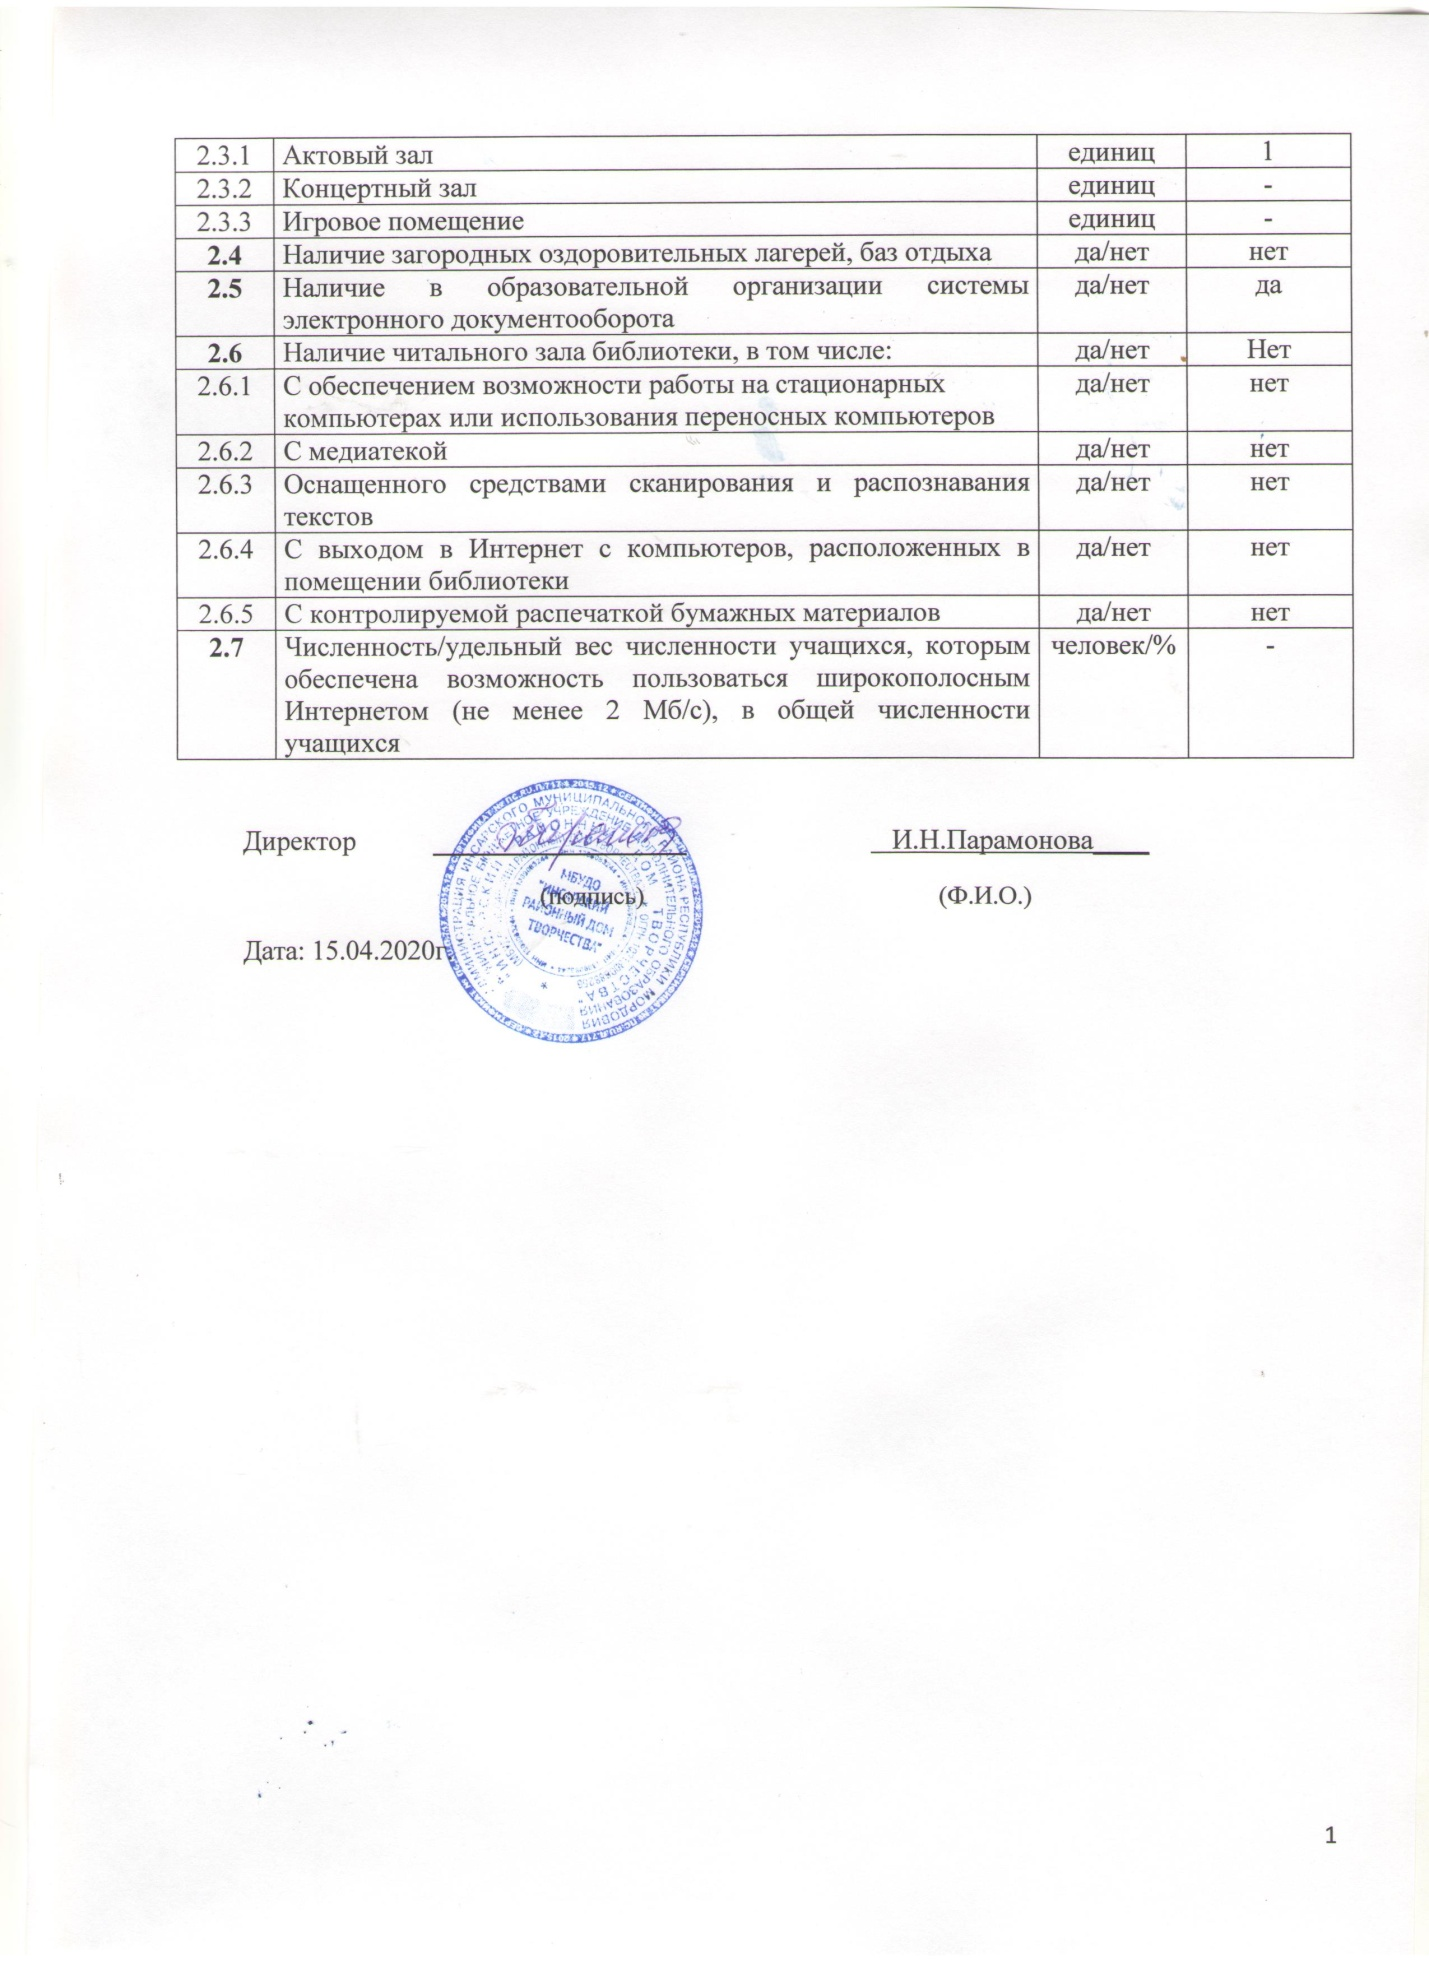 2.3.1 Актовый зал единиц 1
2.3.2 Концертный зал единиц -
2.3.3 Игровое помещение единиц -
2.4 Наличие загородных оздоровительных лагерей, баз отдыха да/нет нет
2.5 Наличие в образовательной организации системы да/нет да
электронного документооборота
2.6 Наличие читального зала библиотеки, в том числе: да/нет Нет
2.6.1 С обеспечением возможности работы на стационарных да/нет нет
компьютерах или использования переносных компьютеров
2.6.2 С медиатекой да/нет нет
2.6.3 Оснащенного средствами сканирования и распознавания да/нет нет
текстов
2.6.4 С выходом в Интернет с компьютеров, расположенных в да/нет нет
помещении библиотеки
2.6.5 С контролируемой распечаткой бумажных материалов да/нет нет
2.7 Численность/удельный вес численности учащихся, которым человек/% -
обеспечена возможность пользоваться широкополосным
Интернетом (не менее 2 Мб/с), в общей численности
учащихся
Директор И.Н.Парамонова
(подпись) (Ф.И.О.)
Дата: 15.04.2020г
МБУДО
"ИНСАРСКИЙ
РАЙОННЫЙ ДОМ
ТВОРЧЕСТВА"
1